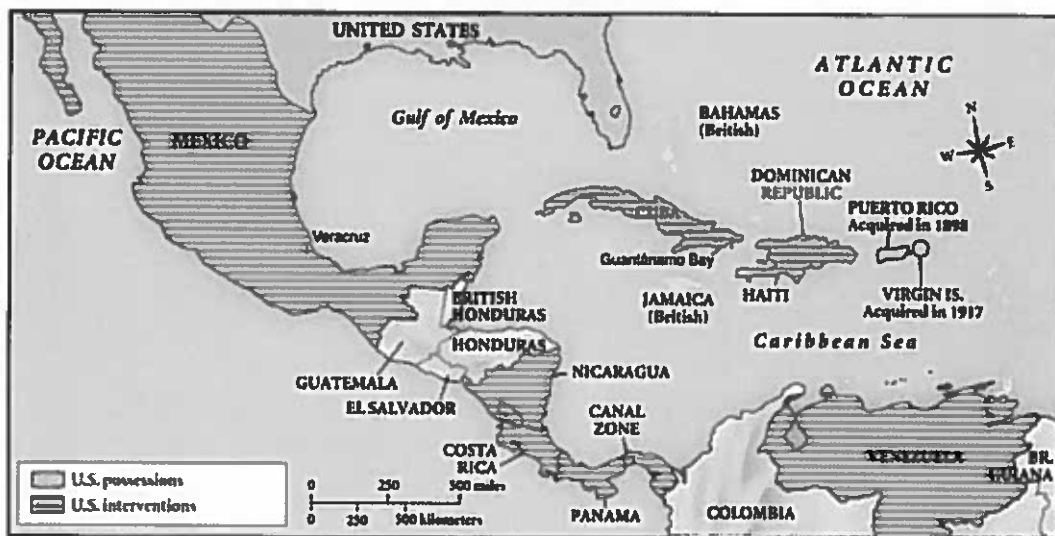 UNITED STATES
ATLANTIC
OCEAN
Gulf of Mexico
BAHAMAS
(British)
N
W
E
S
PACIFIC
OCEAN
MEXICO
DOMINICAN
REPUBLIC
PUERTO RICO
Acquired in 1898
CUBA
Veracruz
Guantánamo Bay
HAITI
VIRGIN IS.
Acquired in 1917
BRITISH
HONDURAS
JAMAICA
(British)
HONDURAS
Caribbean Sea
GUATEMALA
NICARAGUA
EL SALVADOR
CANAL
ZONE
COSTA
RICA
VENEZUELA
BR.
GUIANA
U.S. possessions
U.S. interventions
0 250 500 miles
0 250 500 kilometers
PANAMA
COLOMBIA